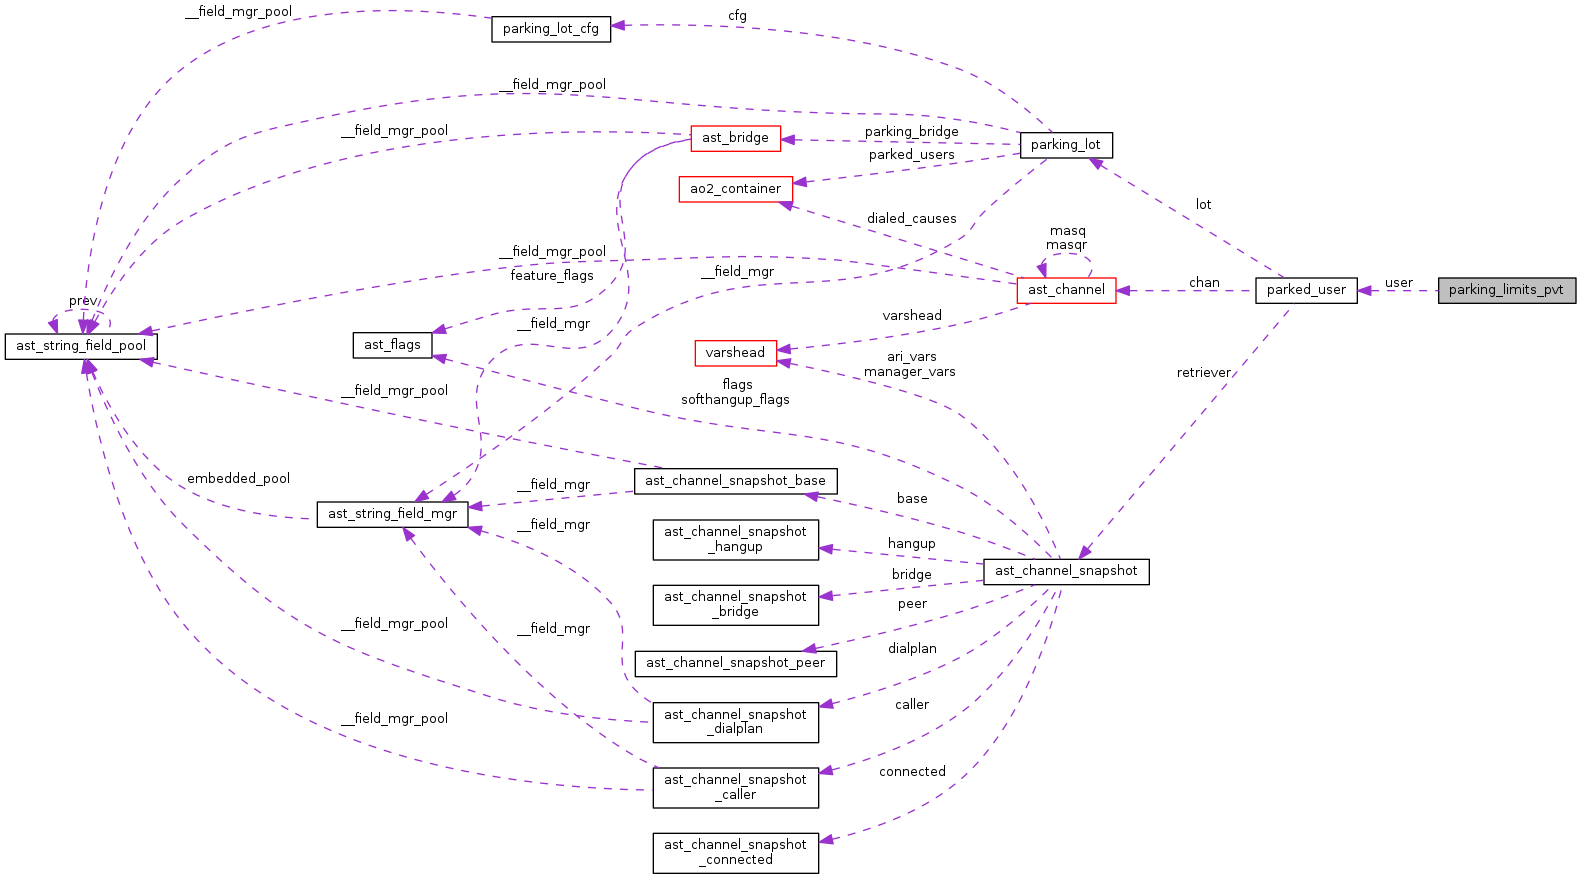 __field_mgr_pool
cfg
parking_lot_cfg
__field_mgr_pool
__field_mgr_pool
ast_bridge
parking_bridge
parking_lot
parked_users
ao2_container
lot
dialed_causes
masq
masqr
__field_mgr_pool
feature_flags
__field_mgr
ast_channel
chan
parked_user
user
parking_limits_pvt
prev
ast_string_field_pool
__field_mgr
ast_flags
varshead
varshead
ari_vars
manager_vars
retriever
flags
softhangup_flags
__field_mgr_pool
embedded_pool
ast_string_field_mgr
__field_mgr
ast_channel_snapshot_base
base
__field_mgr
ast_channel_snapshot
_hangup
hangup
ast_channel_snapshot
bridge
ast_channel_snapshot
_bridge
peer
__field_mgr_pool
__field_mgr
ast_channel_snapshot_peer
dialplan
ast_channel_snapshot
_dialplan
caller
__field_mgr_pool
ast_channel_snapshot
_caller
connected
ast_channel_snapshot
_connected